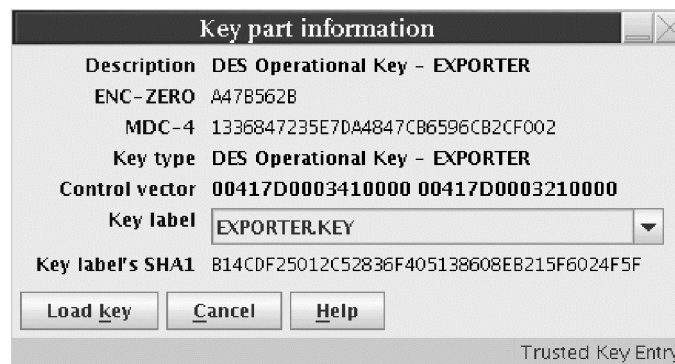 Key part information
Description DES Operational Key - EXPORTER
ENC-ZERO A47B562B
MDC-4 1336847235E7DA4847CB6596CB2CF002
Key type DES Operational Key - EXPORTER
Control vector 00417D0003410000 00417D0003210000
Key label EXPORTER.KEY
Key label's SHA1 B14CDF25012C52836F405138608EB215F6024F5F
Load key Cancel Help
Trusted Key Entry